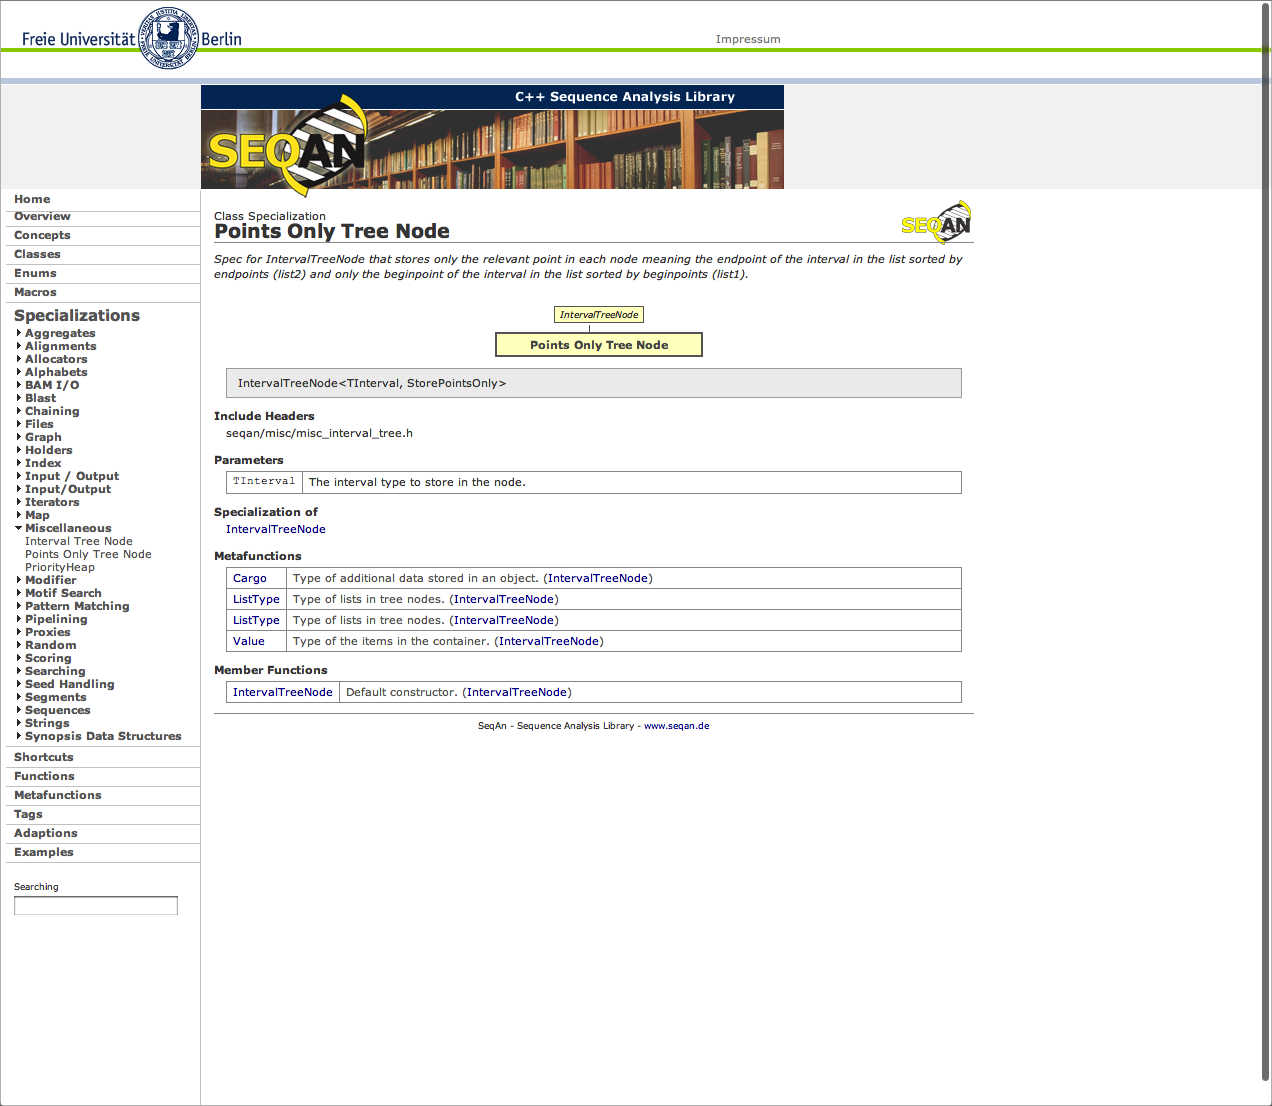 Freie Universität Berlin
Impressum
C++ Sequence Analysis Library
SEQAN
Home
Overview
Concepts
Classes
Enums
Macros
Specializations
Aggregates
Alignments
Allocators
Alphabets
BAM I/O
Blast
Chaining
Files
Graph
Holders
Index
Input / Output
Input/Output
Iterators
Map
Miscellaneous
Interval Tree Node
Points Only Tree Node
PriorityHeap
Modifier
Motif Search
Pattern Matching
Pipelining
Proxies
Random
Scoring
Searching
Seed Handling
Segments
Sequences
Strings
Synopsis Data Structures
Shortcuts
Functions
Metafunctions
Tags
Adaptions
Examples
Searching
Class Specialization
Points Only Tree Node
SEQAN
Spec for IntervalTreeNode that stores only the relevant point in each node meaning the endpoint of the interval in the list sorted by
endpoints (list2) and only the beginpoint of the interval in the list sorted by beginpoints (list1).
IntervalTreeNode
Points Only Tree Node
IntervalTreeNode<TInterval, StorePointsOnly>
Include Headers
seqan/misc/misc_interval_tree.h
Parameters
TInterval The interval type to store in the node.
Specialization of
IntervalTreeNode
Metafunctions
Cargo Type of additional data stored in an object. (IntervalTreeNode)
ListType Type of lists in tree nodes. (IntervalTreeNode)
ListType Type of lists in tree nodes. (IntervalTreeNode)
Value Type of the items in the container. (IntervalTreeNode)
Member Functions
IntervalTreeNode Default constructor. (IntervalTreeNode)
SeqAn - Sequence Analysis Library - www.seqan.de